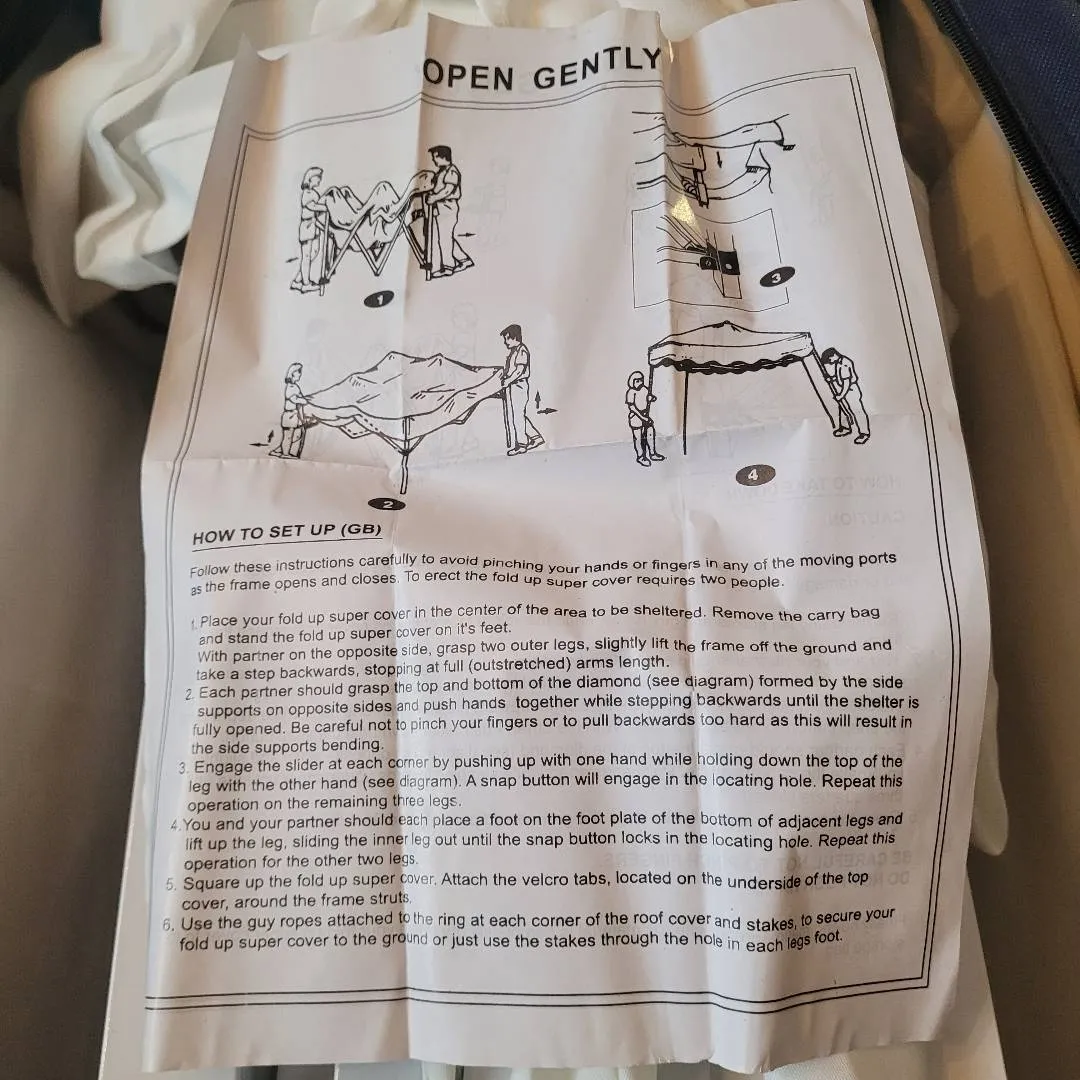 OPEN GENTLY
1
3
2
4
HOW TO SET UP (GB)
Follow these instructions carefully to avoid pinching your hands or fingers in any of the moving ports
as the frame opens and closes. To erect the fold up super cover requires two people.
1. Place your fold up super cover in the center of the area to be sheltered. Remove the carry bag
and stand the fold up super cover on it's feet.
With partner on the opposite side, grasp two outer legs, slightly lift the frame off the ground and
take a step backwards, stopping at full (outstretched) arms length.
2. Each partner should grasp the top and bottom of the diamond (see diagram) formed by the side
supports on opposite sides and push hands together while stepping backwards until the shelter is
fully opened. Be careful not to pinch your fingers or to pull backwards too hard as this will result in
the side supports bending.
3. Engage the slider at each corner by pushing up with one hand while holding down the top of the
leg with the other hand (see diagram). A snap button will engage in the locating hole. Repeat this
operation on the remaining three legs.
4. You and your partner should each place a foot on the foot plate of the bottom of adjacent legs and
lift up the leg, sliding the inner leg out until the snap button locks in the locating hole. Repeat this
operation for the other two legs.
5. Square up the fold up super cover. Attach the velcro tabs, located on the underside of the top
cover, around the frame struts.
6. Use the guy ropes attached to the ring at each corner of the roof cover and stakes, to secure your
fold up super cover to the ground or just use the stakes through the hole in each legs foot.